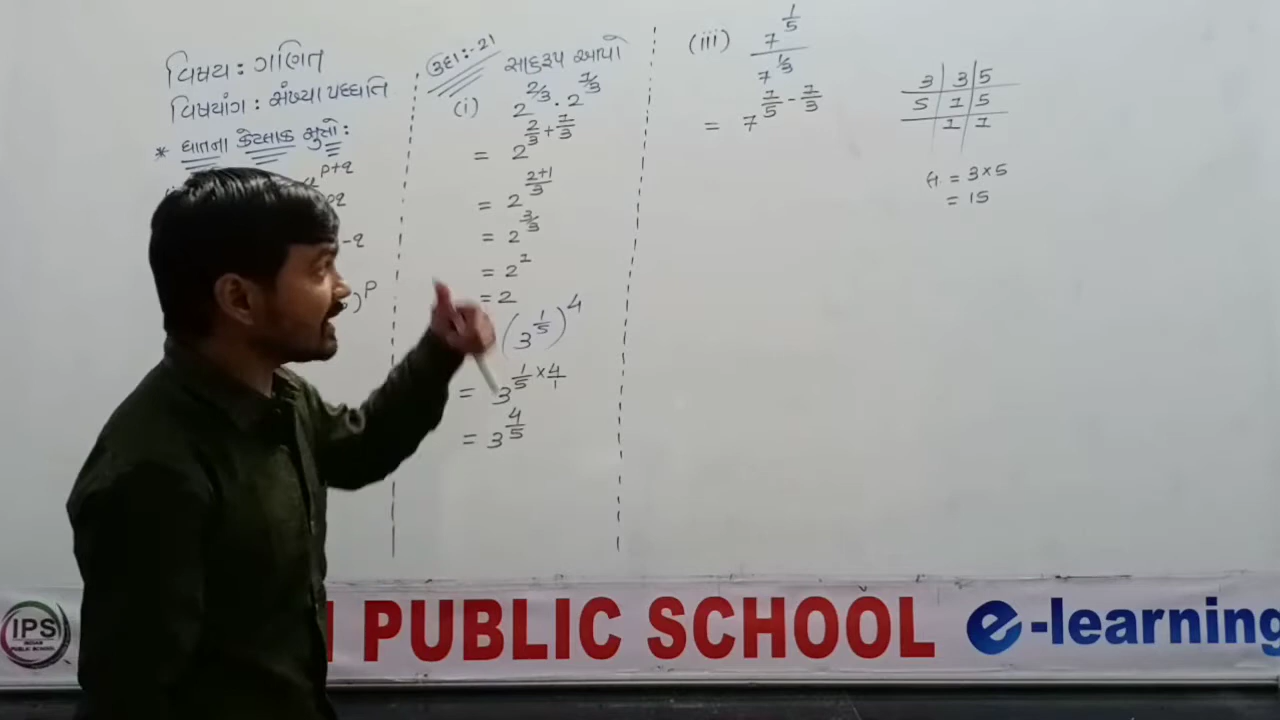 વિષય : ગણિત
વિષયાંગ : સંખ્યા પદ્ધતિ
* ઘાતના કેટલાક સુત્રો :
p+q
-q
)^p
ઉદા:-21
સાદુરૂપ આપો
(i) 2^{2/3} . 2^{1/3}
= 2^{2/3 + 1/3}
= 2^{(2+1)/3}
= 2^{3/3}
= 2^1
= 2
(3^{1/5})^4
= 3^{1/5 × 4/1}
= 3^{4/5}
(iii) 7^{1/5} / 7^{1/3}
= 7^{1/5 - 1/3}
3 | 3 | 5
5 | 1 | 5
1 | 1
= 3 × 5
= 15
IPS
INDIAN
PUBLIC SCHOOL
PUBLIC SCHOOL e-learning